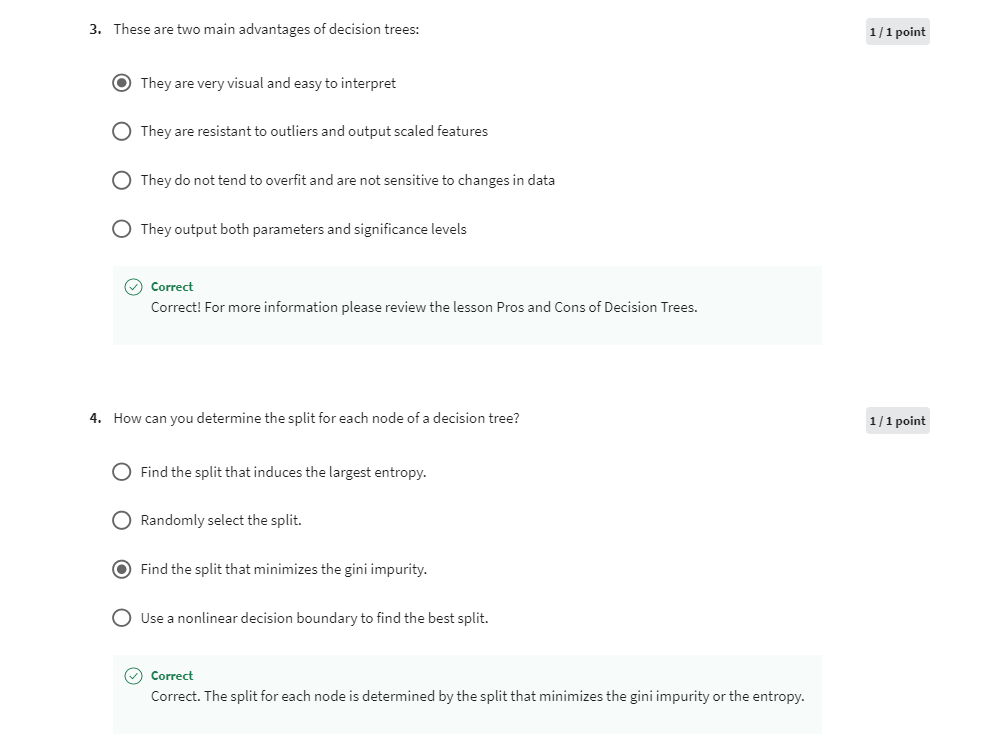 3. These are two main advantages of decision trees:
1 / 1 point
They are very visual and easy to interpret
They are resistant to outliers and output scaled features
They do not tend to overfit and are not sensitive to changes in data
They output both parameters and significance levels
Correct
Correct! For more information please review the lesson Pros and Cons of Decision Trees.
4. How can you determine the split for each node of a decision tree?
1 / 1 point
Find the split that induces the largest entropy.
Randomly select the split.
Find the split that minimizes the gini impurity.
Use a nonlinear decision boundary to find the best split.
Correct
Correct. The split for each node is determined by the split that minimizes the gini impurity or the entropy.